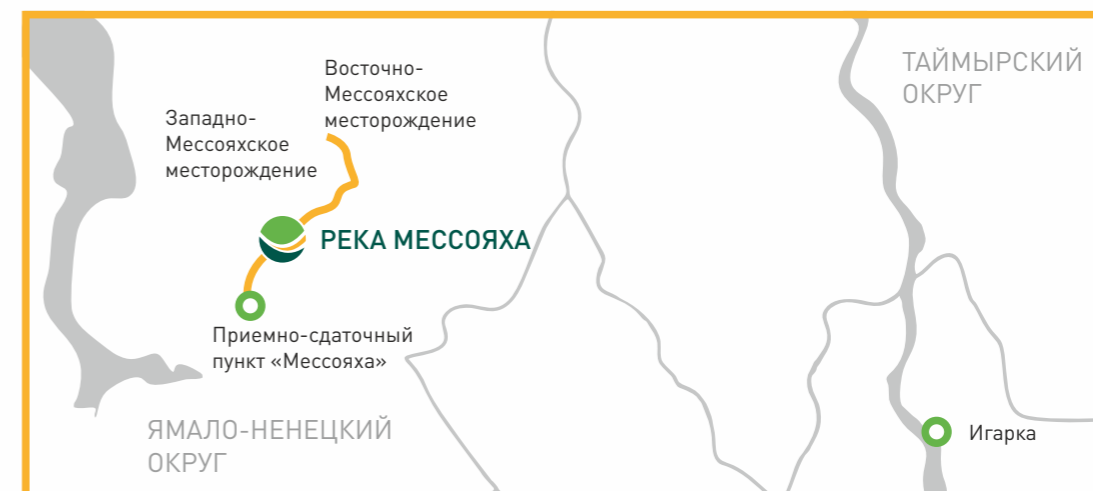 ТАЙМЫРСКИЙ
ОКРУГ
Восточно-
Мессояхское
месторождение
Западно-
Мессояхское
месторождение
РЕКА МЕССОЯХА
Приемно-сдаточный
пункт «Мессояха»
ЯМАЛО-НЕНЕЦКИЙ
ОКРУГ
Игарка